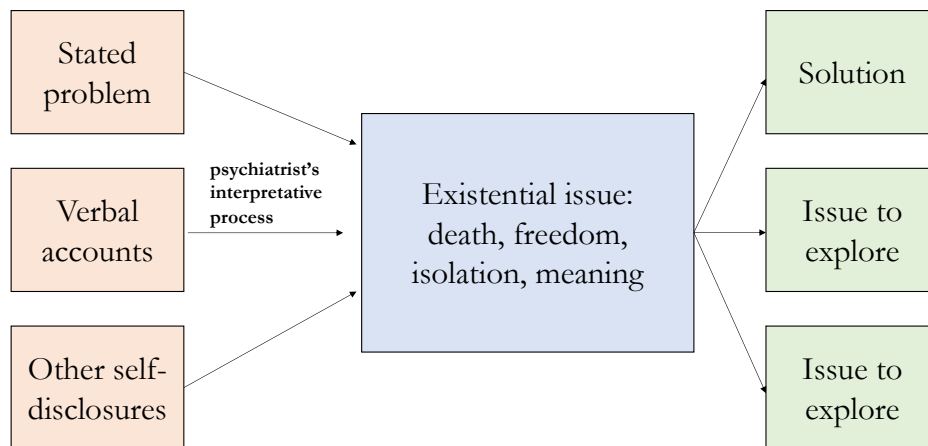 Stated
problem
Verbal
accounts
Other self-
disclosures
psychiatrist's
interpretative
process
Existential issue:
death, freedom,
isolation, meaning
Solution
Issue to
explore
Issue to
explore